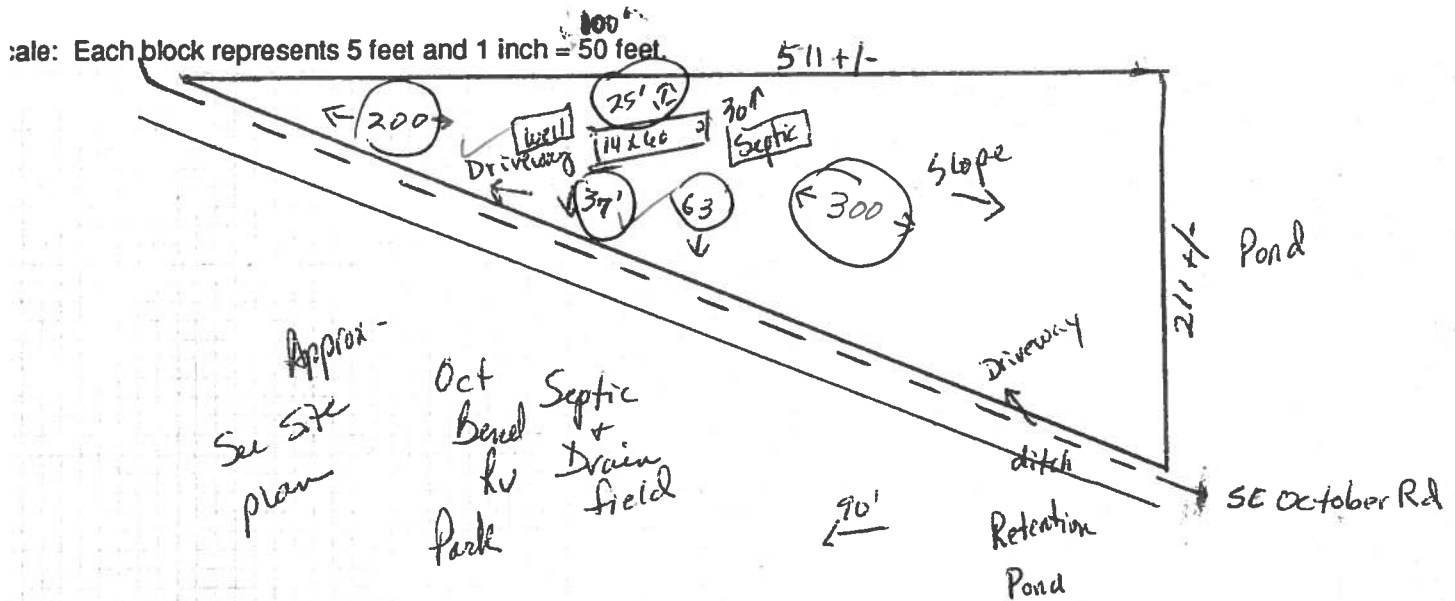 100'
cale: Each block represents 5 feet and 1 inch = 50 feet.
511 +/-
25'
200
Well
30
14 x 60
Septic
Driveway
37'
63
300
Slope
211 +/-
Pond
Driveway
Approx-
See Site
plan
Oct
Bend
Rv
Park
Septic
+
Drain
field
ditch
90'
Retention
Pond
SE October Rd